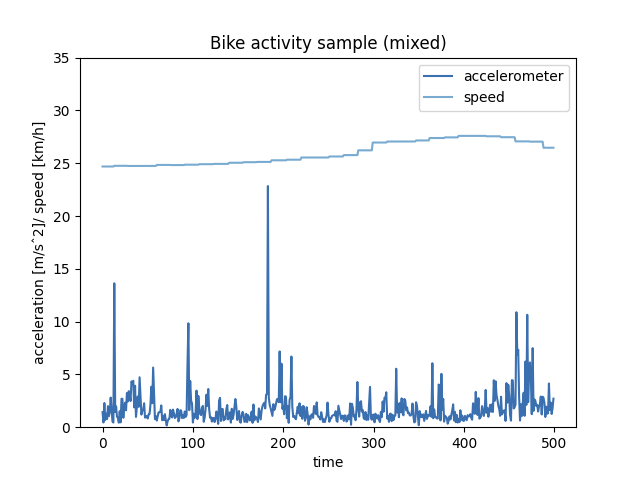 Bike activity sample (mixed)
accelerometer
speed
acceleration [m/sˆ2]/ speed [km/h]
35
30
25
20
15
10
5
0
0 100 200 300 400 500
time